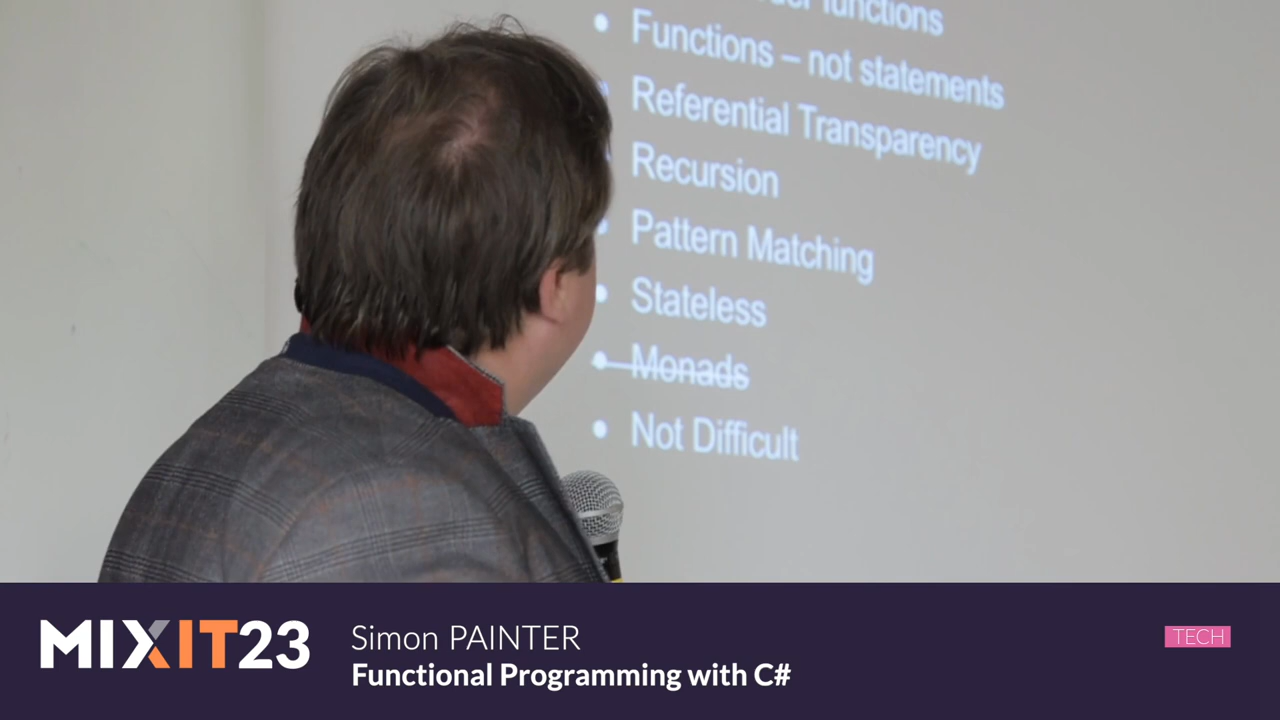 functions
Functions – not statements
Referential Transparency
Recursion
Pattern Matching
Stateless
Monads
Not Difficult
MIXIT23
Simon PAINTER
Functional Programming with C#
TECH